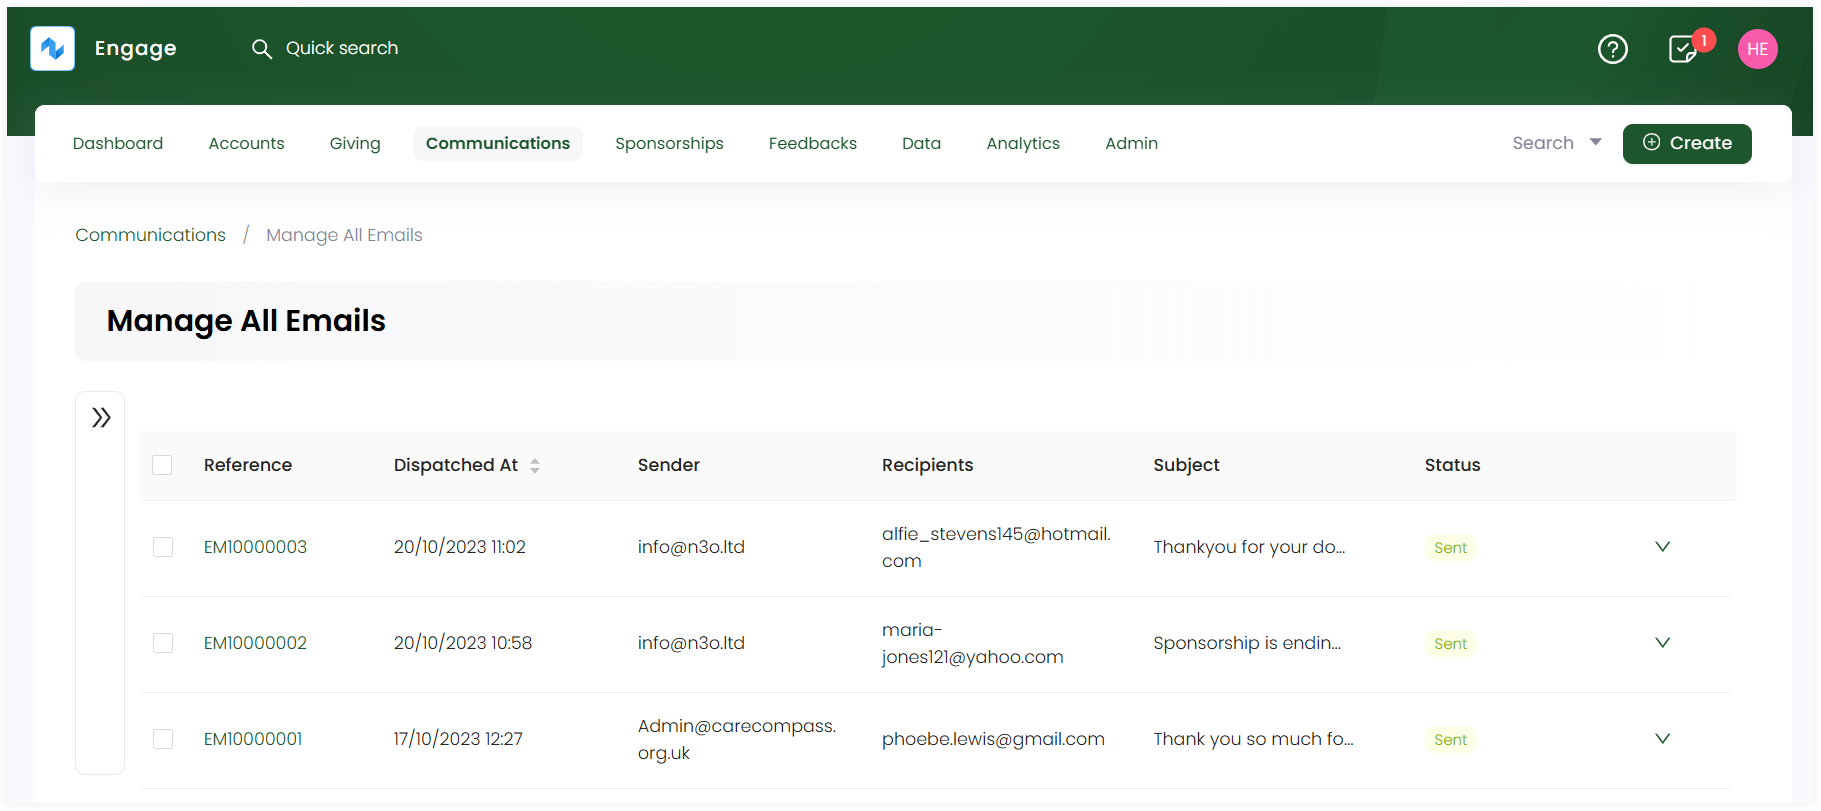 Engage
Quick search
1
HE
Dashboard Accounts Giving Communications Sponsorships Feedbacks Data Analytics Admin Search Create
Communications / Manage All Emails
Manage All Emails
Reference Dispatched At Sender Recipients Subject Status
EM10000003 20/10/2023 11:02 info@n3o.ltd alfie_stevens145@hotmail.
com Thankyou for your do... Sent
EM10000002 20/10/2023 10:58 info@n3o.ltd maria-
jones121@yahoo.com Sponsorship is endin... Sent
EM10000001 17/10/2023 12:27 Admin@carecompass.
org.uk phoebe.lewis@gmail.com Thank you so much fo... Sent